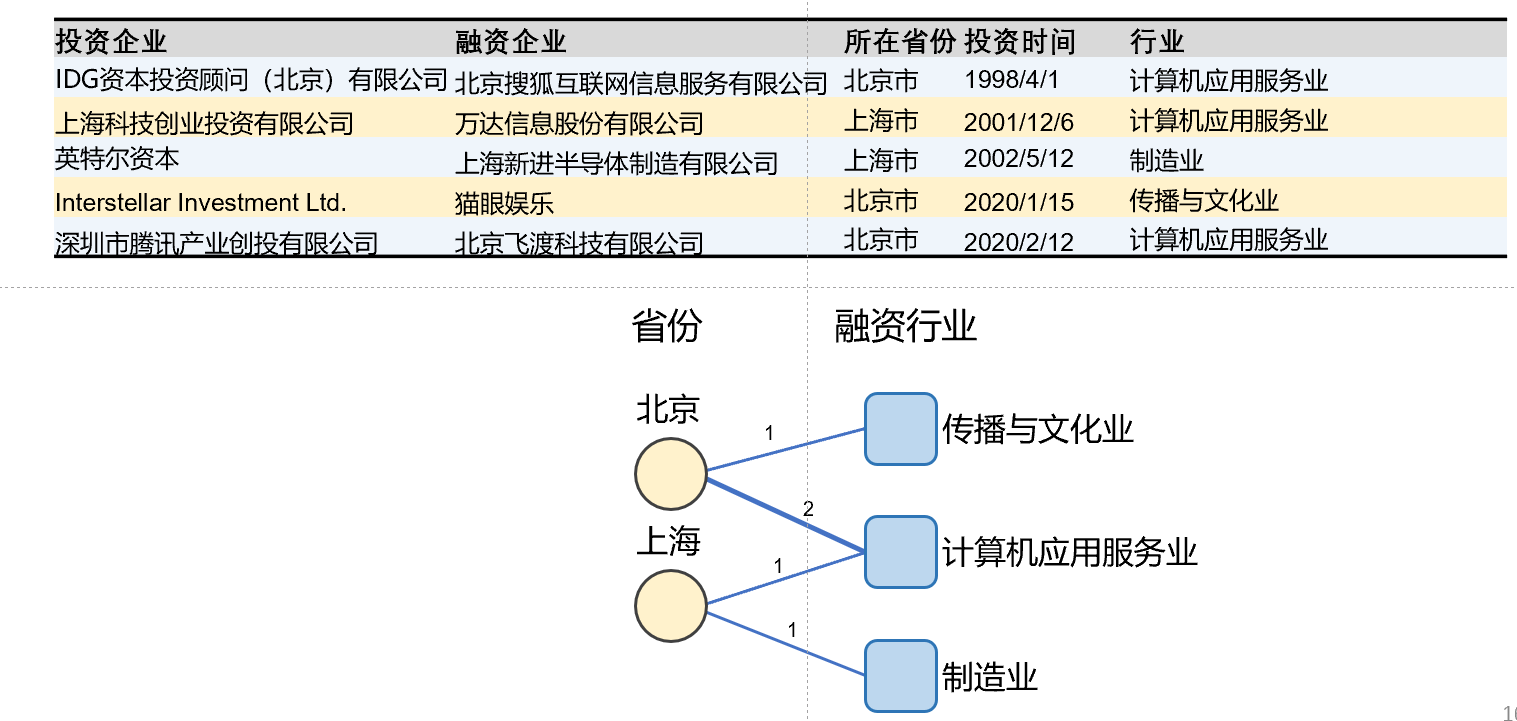 投资企业 融资企业 所在省份 投资时间 行业
IDG资本投资顾问（北京）有限公司 北京搜狐互联网信息服务有限公司 北京市 1998/4/1 计算机应用服务业
上海科技创业投资有限公司 万达信息股份有限公司 上海市 2001/12/6 计算机应用服务业
英特尔资本 上海新进半导体制造有限公司 上海市 2002/5/12 制造业
Interstellar Investment Ltd. 猫眼娱乐 北京市 2020/1/15 传播与文化业
深圳市腾讯产业创投有限公司 北京飞渡科技有限公司 北京市 2020/2/12 计算机应用服务业
省份 融资行业
北京
1 传播与文化业
2
上海
1 计算机应用服务业
1
制造业